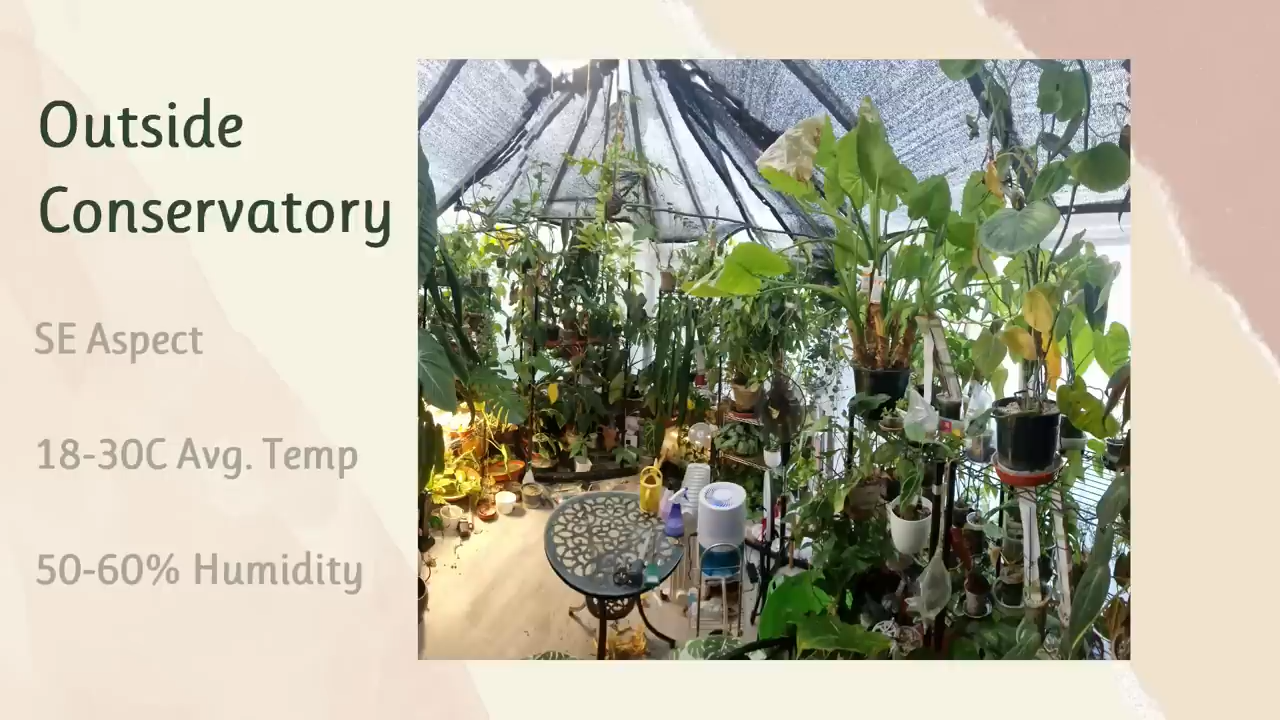 Outside
Conservatory
SE Aspect
18-30C Avg. Temp
50-60% Humidity